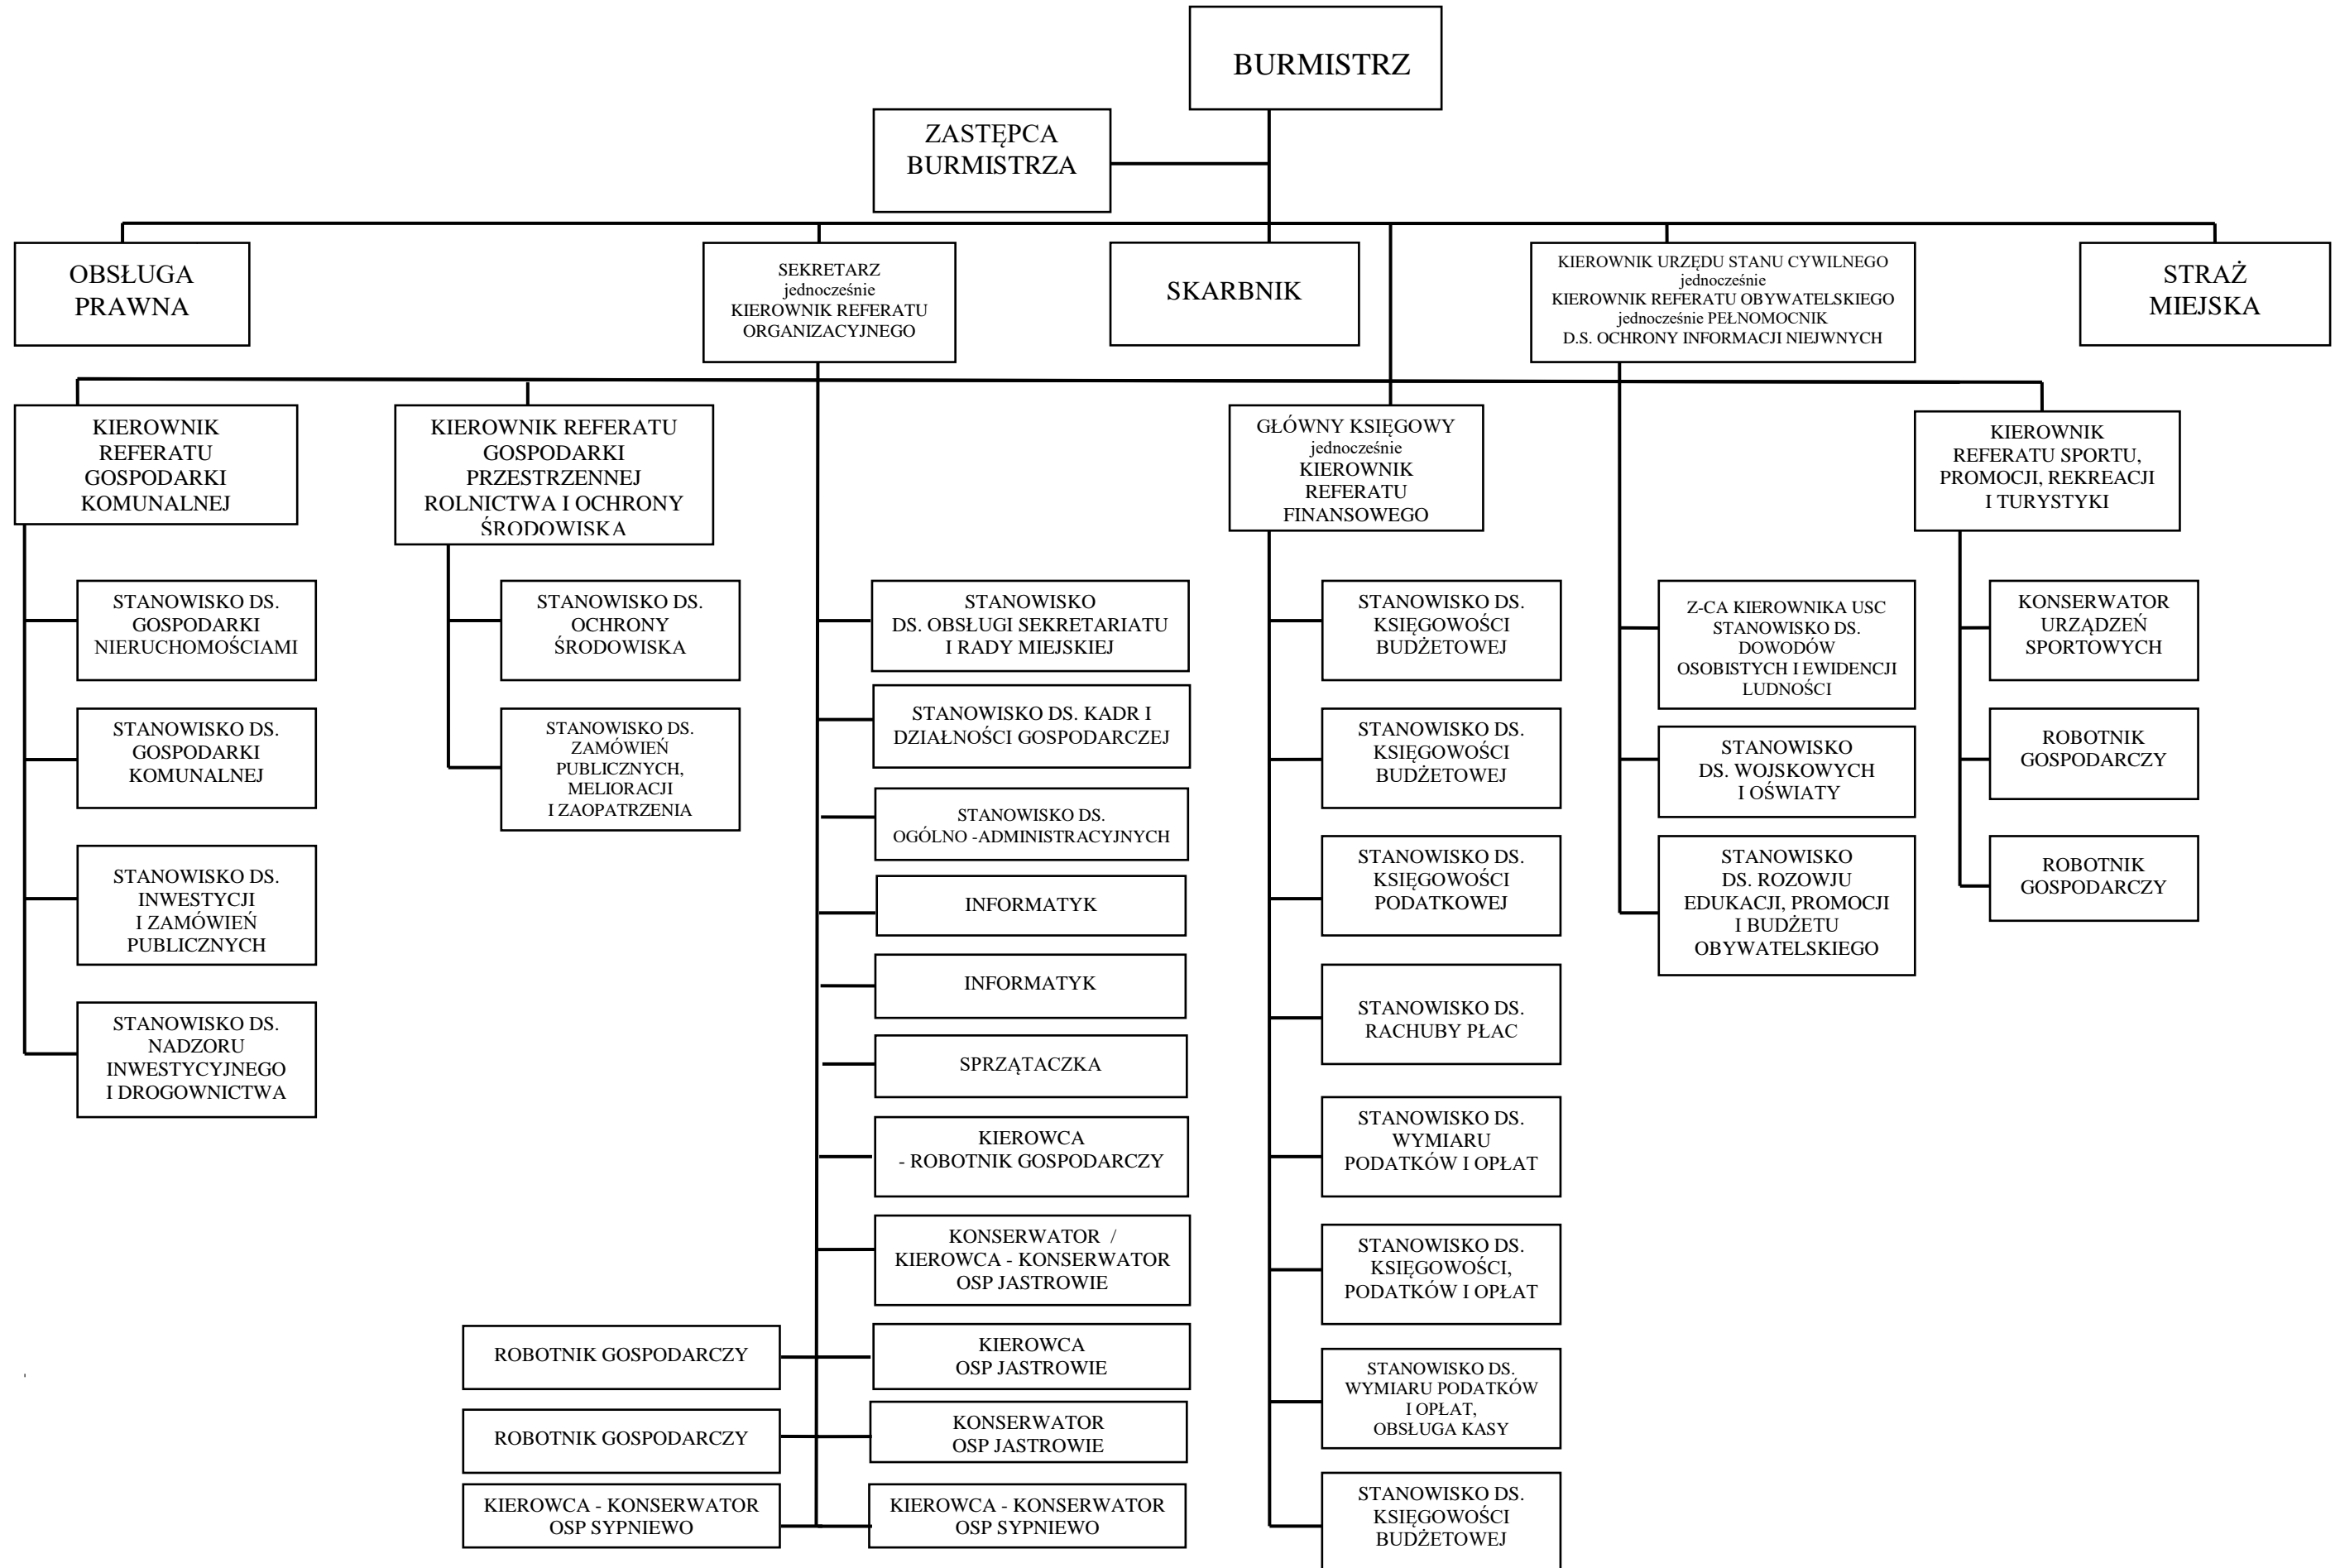 BURMISTRZ
ZASTĘPCA
BURMISTRZA
OBSŁUGA
PRAWNA
SEKRETARZ
jednocześnie
KIEROWNIK REFERATU
ORGANIZACYJNEGO
SKARBNIK
KIEROWNIK URZĘDU STANU CYWILNEGO
jednocześnie
KIEROWNIK REFERATU OBYWATELSKIEGO
jednocześnie PEŁNOMOCNIK
D.S. OCHRONY INFORMACJI NIEJWNYCH
STRAŻ
MIEJSKA
KIEROWNIK
REFERATU
GOSPODARKI
KOMUNALNEJ
KIEROWNIK REFERATU
GOSPODARKI
PRZESTRZENNEJ
ROLNICTWA I OCHRONY
ŚRODOWISKA
GŁÓWNY KSIĘGOWY
jednocześnie
KIEROWNIK
REFERATU
FINANSOWEGO
KIEROWNIK
REFERATU SPORTU,
PROMOCJI, REKREACJI
I TURYSTYKI
STANOWISKO DS.
GOSPODARKI
NIERUCHOMOŚCIAMI
STANOWISKO DS.
GOSPODARKI
KOMUNALNEJ
STANOWISKO DS.
INWESTYCJI
I ZAMÓWIEŃ
PUBLICZNYCH
STANOWISKO DS.
NADZORU
INWESTYCYJNEGO
I DROGOWNICTWA
STANOWISKO DS.
OCHRONY
ŚRODOWISKA
STANOWISKO DS.
ZAMÓWIEŃ
PUBLICZNYCH,
MELIORACJI
I ZAOPATRZENIA
STANOWISKO
DS. OBSŁUGI SEKRETARIATU
I RADY MIEJSKIEJ
STANOWISKO DS. KADR I
DZIAŁNOŚCI GOSPODARCZEJ
STANOWISKO DS.
OGÓLNO -ADMINISTRACYJNYCH
INFORMATYK
INFORMATYK
SPRZĄTACZKA
KIEROWCA
- ROBOTNIK GOSPODARCZY
KONSERWATOR /
KIEROWCA - KONSERWATOR
OSP JASTROWIE
ROBOTNIK GOSPODARCZY
KIEROWCA
OSP JASTROWIE
ROBOTNIK GOSPODARCZY
KONSERWATOR
OSP JASTROWIE
KIEROWCA - KONSERWATOR
OSP SYPNIEWO
KIEROWCA - KONSERWATOR
OSP SYPNIEWO
STANOWISKO DS.
KSIĘGOWOŚCI
BUDŻETOWEJ
STANOWISKO DS.
KSIĘGOWOŚCI
BUDŻETOWEJ
STANOWISKO DS.
KSIĘGOWOŚCI
PODATKOWEJ
STANOWISKO DS.
RACHUBY PŁAC
STANOWISKO DS.
WYMIARU
PODATKÓW I OPŁAT
STANOWISKO DS.
KSIĘGOWOŚCI,
PODATKÓW I OPŁAT
STANOWISKO DS.
WYMIARU PODATKÓW
I OPŁAT,
OBSŁUGA KASY
STANOWISKO DS.
KSIĘGOWOŚCI
BUDŻETOWEJ
Z-CA KIEROWNIKA USC
STANOWISKO DS.
DOWODÓW
OSOBISTYCH I EWIDENCJI
LUDNOŚCI
STANOWISKO
DS. WOJSKOWYCH
I OŚWIATY
STANOWISKO
DS. ROZOWJU
EDUKACJI, PROMOCJI
I BUDŻETU
OBYWATELSKIEGO
KONSERWATOR
URZĄDZEŃ
SPORTOWYCH
ROBOTNIK
GOSPODARCZY
ROBOTNIK
GOSPODARCZY